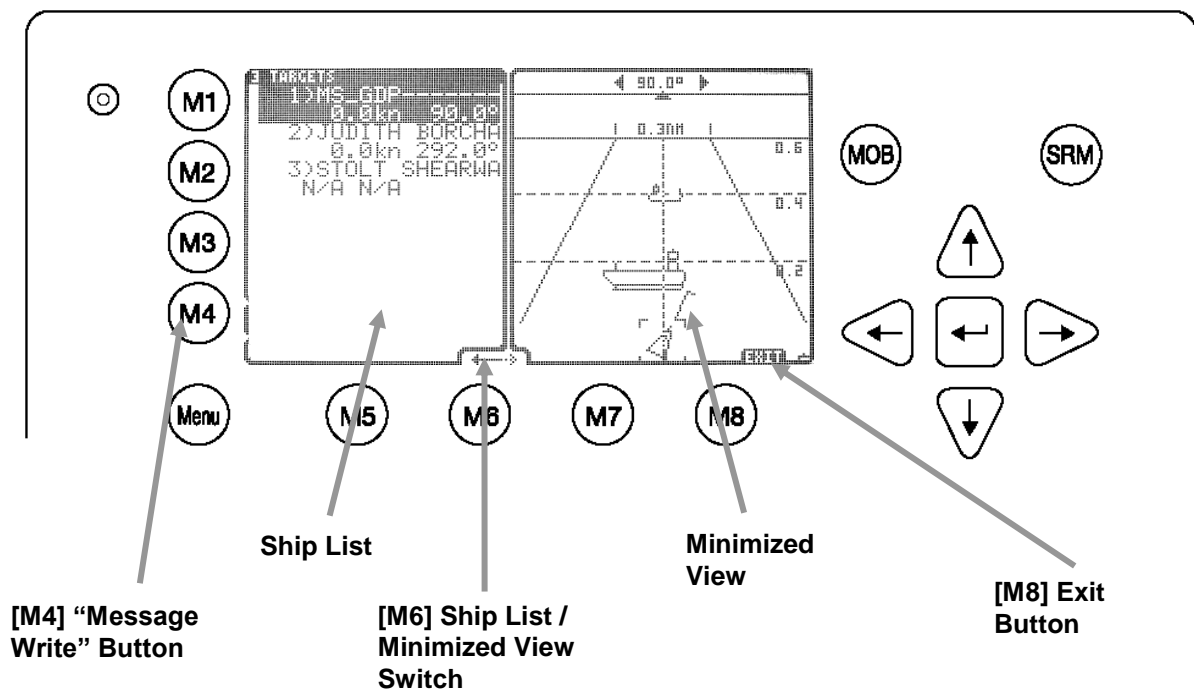 M1
M2
M3
M4
Menu
M5
M6
M7
M8
MOB
SRM
3 TARGETS
1)MS GDP
0.0kn 90.0°
2)JUDITH BORCHA
0.0kn 292.0°
3)STOLT SHEARWA
N/A N/A
90.0°
0.3nM
0.6
0.4
0.2
EXIT
Ship List
Minimized
View
[M4] “Message
Write” Button
[M6] Ship List /
Minimized View
Switch
[M8] Exit
Button